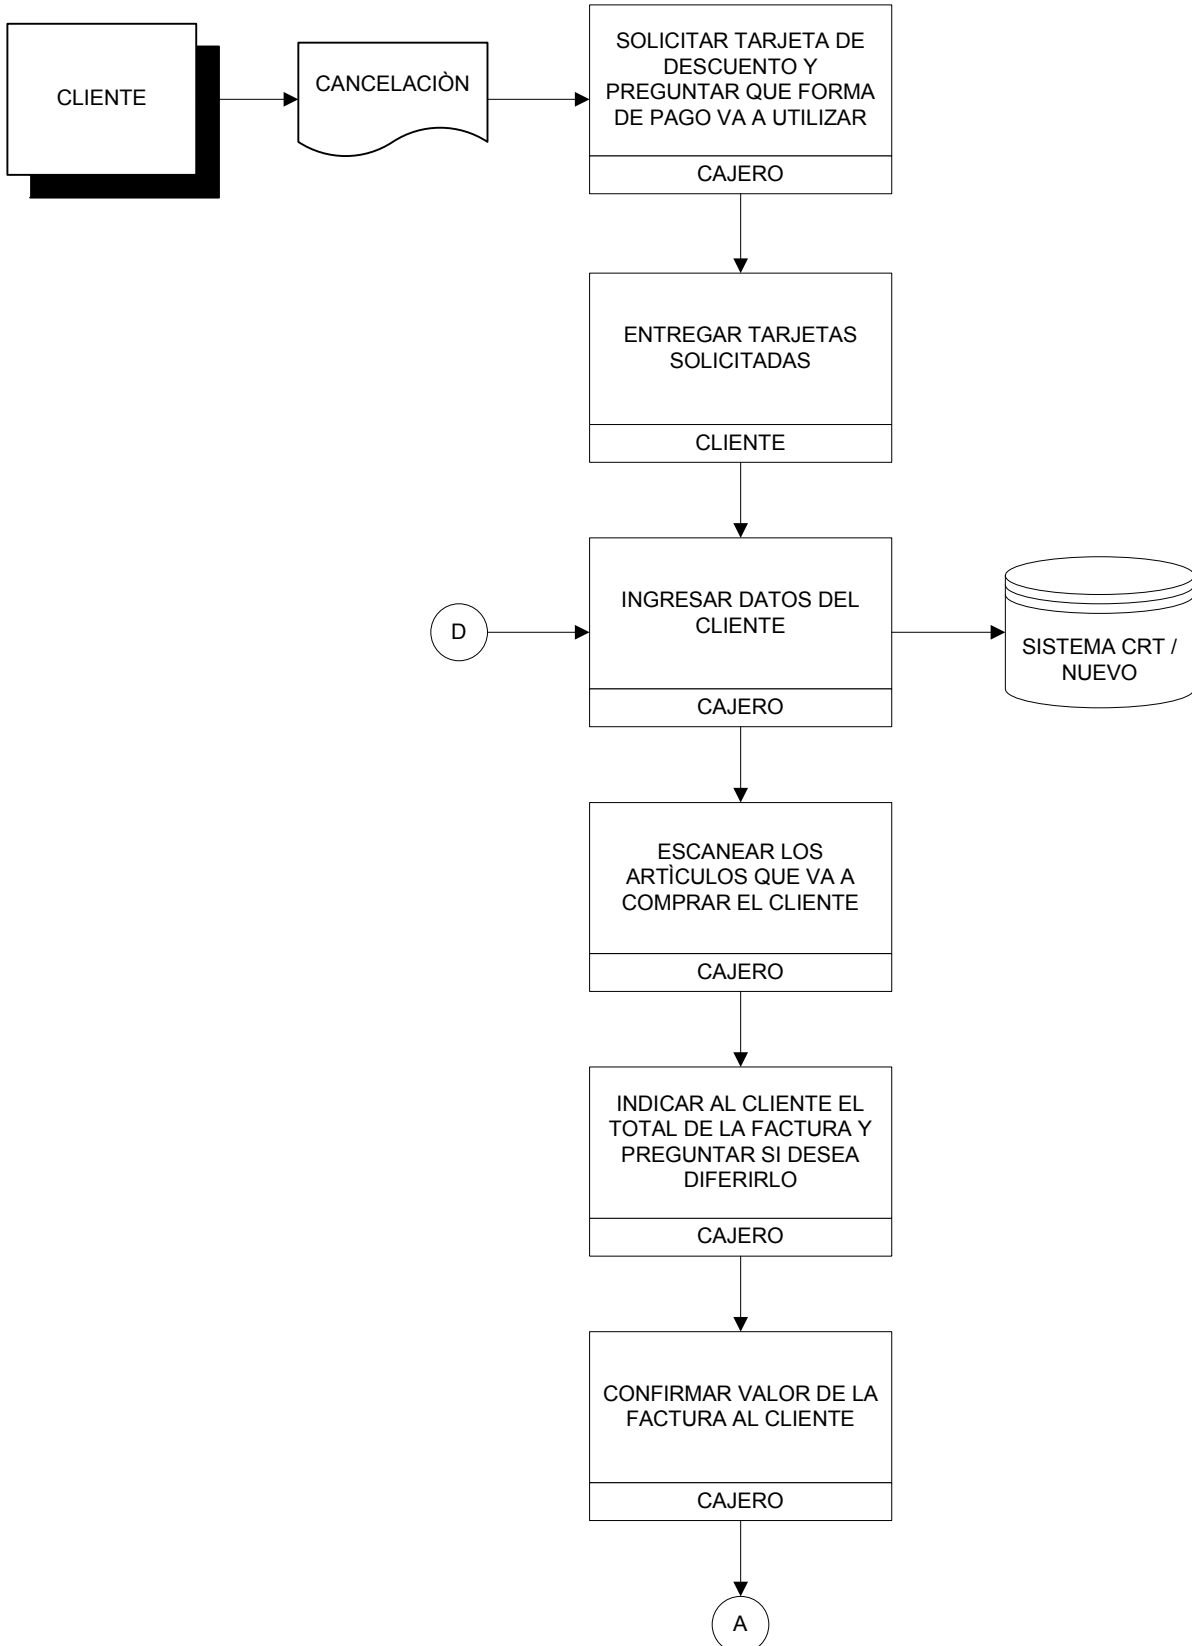 CLIENTE
CANCELACIÒN
SOLICITAR TARJETA DE
DESCUENTO Y
PREGUNTAR QUE FORMA
DE PAGO VA A UTILIZAR
CAJERO
ENTREGAR TARJETAS
SOLICITADAS
CLIENTE
D
INGRESAR DATOS DEL
CLIENTE
CAJERO
SISTEMA CRT /
NUEVO
ESCANEAR LOS
ARTÌCULOS QUE VA A
COMPRAR EL CLIENTE
CAJERO
INDICAR AL CLIENTE EL
TOTAL DE LA FACTURA Y
PREGUNTAR SI DESEA
DIFERIRLO
CAJERO
CONFIRMAR VALOR DE LA
FACTURA AL CLIENTE
CAJERO
A